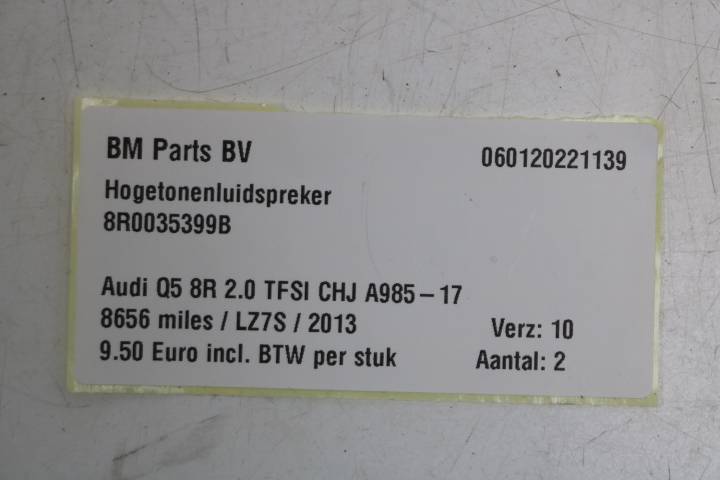 BM Parts BV 060120221139
Hogetonenluidspreker
8R0035399B
Audi Q5 8R 2.0 TFSI CHJ A985-17
8656 miles / LZ7S / 2013 Verz: 10
9.50 Euro incl. BTW per stuk Aantal: 2